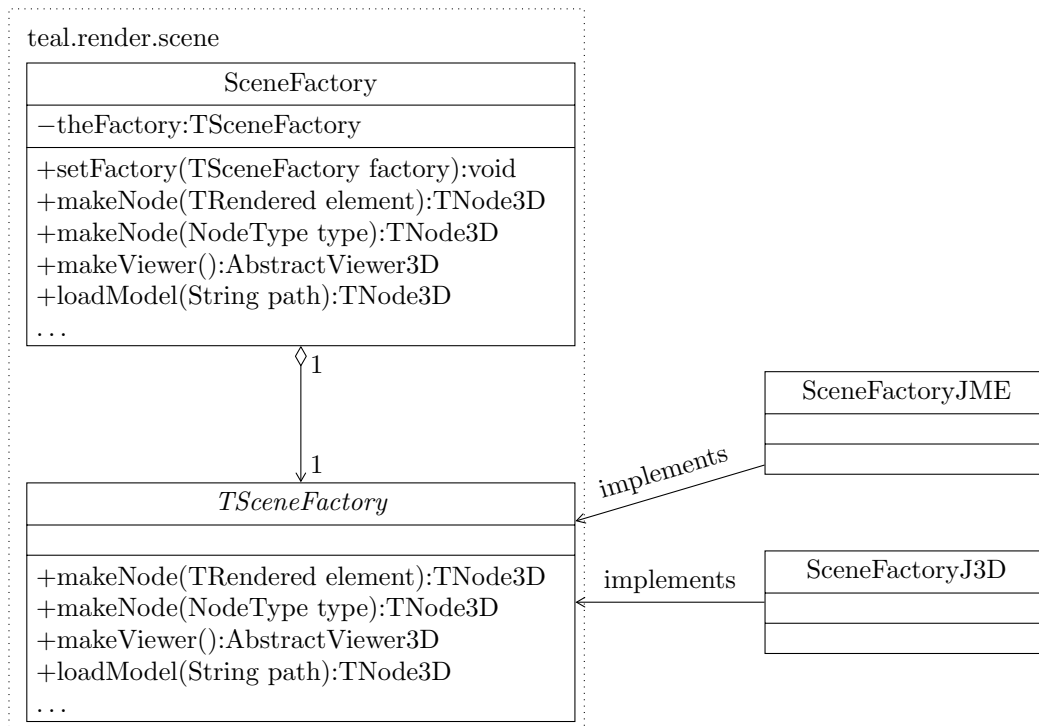 teal.render.scene
SceneFactory
−theFactory:TSceneFactory
+setFactory(TSceneFactory factory):void
+makeNode(TRendered element):TNode3D
+makeNode(NodeType type):TNode3D
+makeViewer():AbstractViewer3D
+loadModel(String path):TNode3D
. . .
1
1
TSceneFactory
+makeNode(TRendered element):TNode3D
+makeNode(NodeType type):TNode3D
+makeViewer():AbstractViewer3D
+loadModel(String path):TNode3D
. . .
implements
SceneFactoryJME
implements
SceneFactoryJ3D